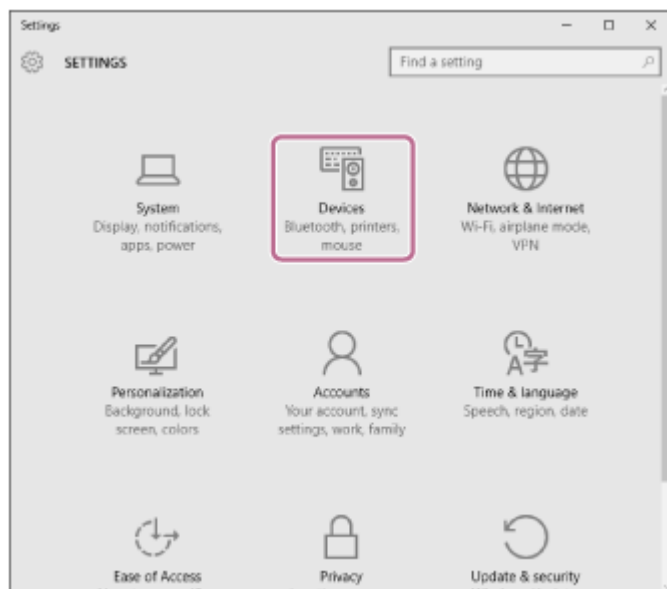 Settings
SETTINGS
Find a setting
System
Display, notifications,
apps, power
Devices
Bluetooth, printers,
mouse
Network & Internet
Wi-Fi, airplane mode,
VPN
Personalization
Background, lock
screen, colors
Accounts
Your account, sync
settings, work, family
Time & language
Speech, region, date
Ease of Access
Privacy
Update & security